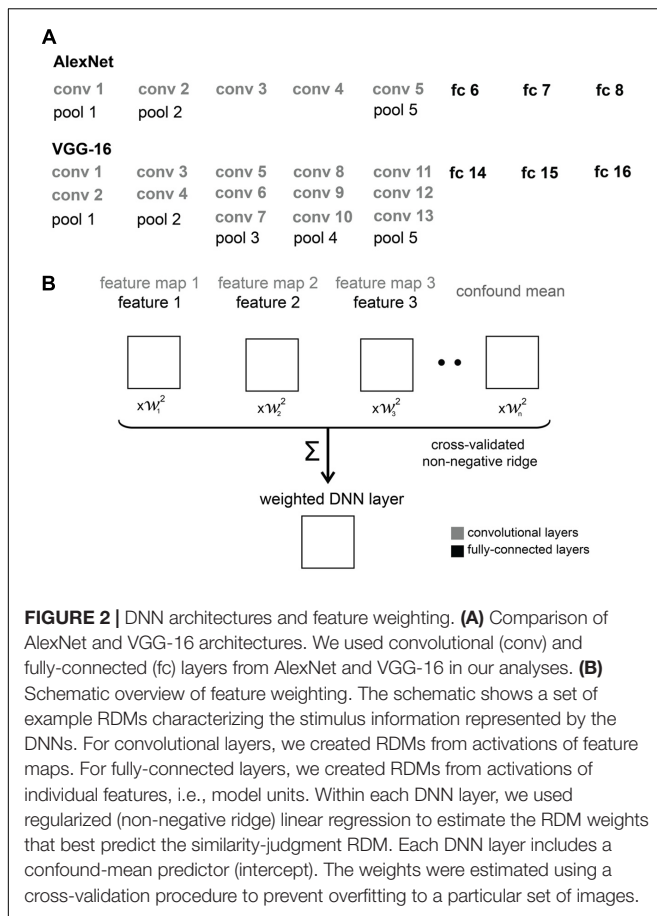 A
AlexNet
conv 1 conv 2 conv 3 conv 4 conv 5 fc 6 fc 7 fc 8
pool 1 pool 2 pool 5
VGG-16
conv 1 conv 3 conv 5 conv 8 conv 11 fc 14 fc 15 fc 16
conv 2 conv 4 conv 6 conv 9 conv 12
pool 1 pool 2 conv 7 conv 10 conv 13
pool 3 pool 4 pool 5
B
feature map 1 feature map 2 feature map 3 confound mean
feature 1 feature 2 feature 3
xW₁² xW₂² xW₃² xWₙ²
Σ cross-validated
non-negative ridge
weighted DNN layer
convolutional layers
fully-connected layers
FIGURE 2 | DNN architectures and feature weighting. (A) Comparison of
AlexNet and VGG-16 architectures. We used convolutional (conv) and
fully-connected (fc) layers from AlexNet and VGG-16 in our analyses. (B)
Schematic overview of feature weighting. The schematic shows a set of
example RDMs characterizing the stimulus information represented by the
DNNs. For convolutional layers, we created RDMs from activations of feature
maps. For fully-connected layers, we created RDMs from activations of
individual features, i.e., model units. Within each DNN layer, we used
regularized (non-negative ridge) linear regression to estimate the RDM weights
that best predict the similarity-judgment RDM. Each DNN layer includes a
confound-mean predictor (intercept). The weights were estimated using a
cross-validation procedure to prevent overfitting to a particular set of images.